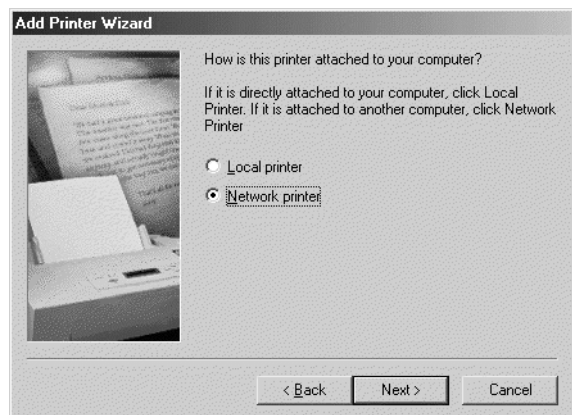 Add Printer Wizard
How is this printer attached to your computer?
If it is directly attached to your computer, click Local
Printer. If it is attached to another computer, click Network
Printer
Local printer
Network printer
< Back
Next >
Cancel